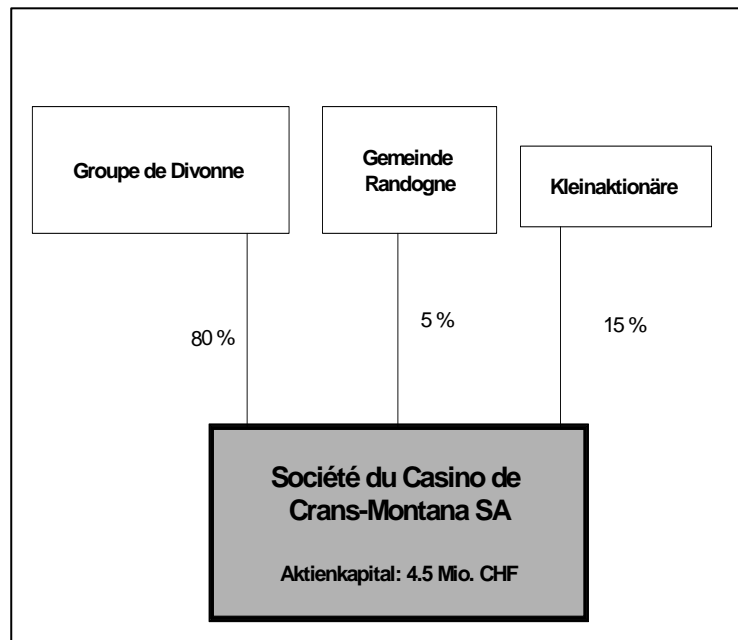 Groupe de Divonne
Gemeinde
Randogne
Kleinaktionäre
80 %
5 %
15 %
Société du Casino de
Crans-Montana SA
Aktienkapital: 4.5 Mio. CHF